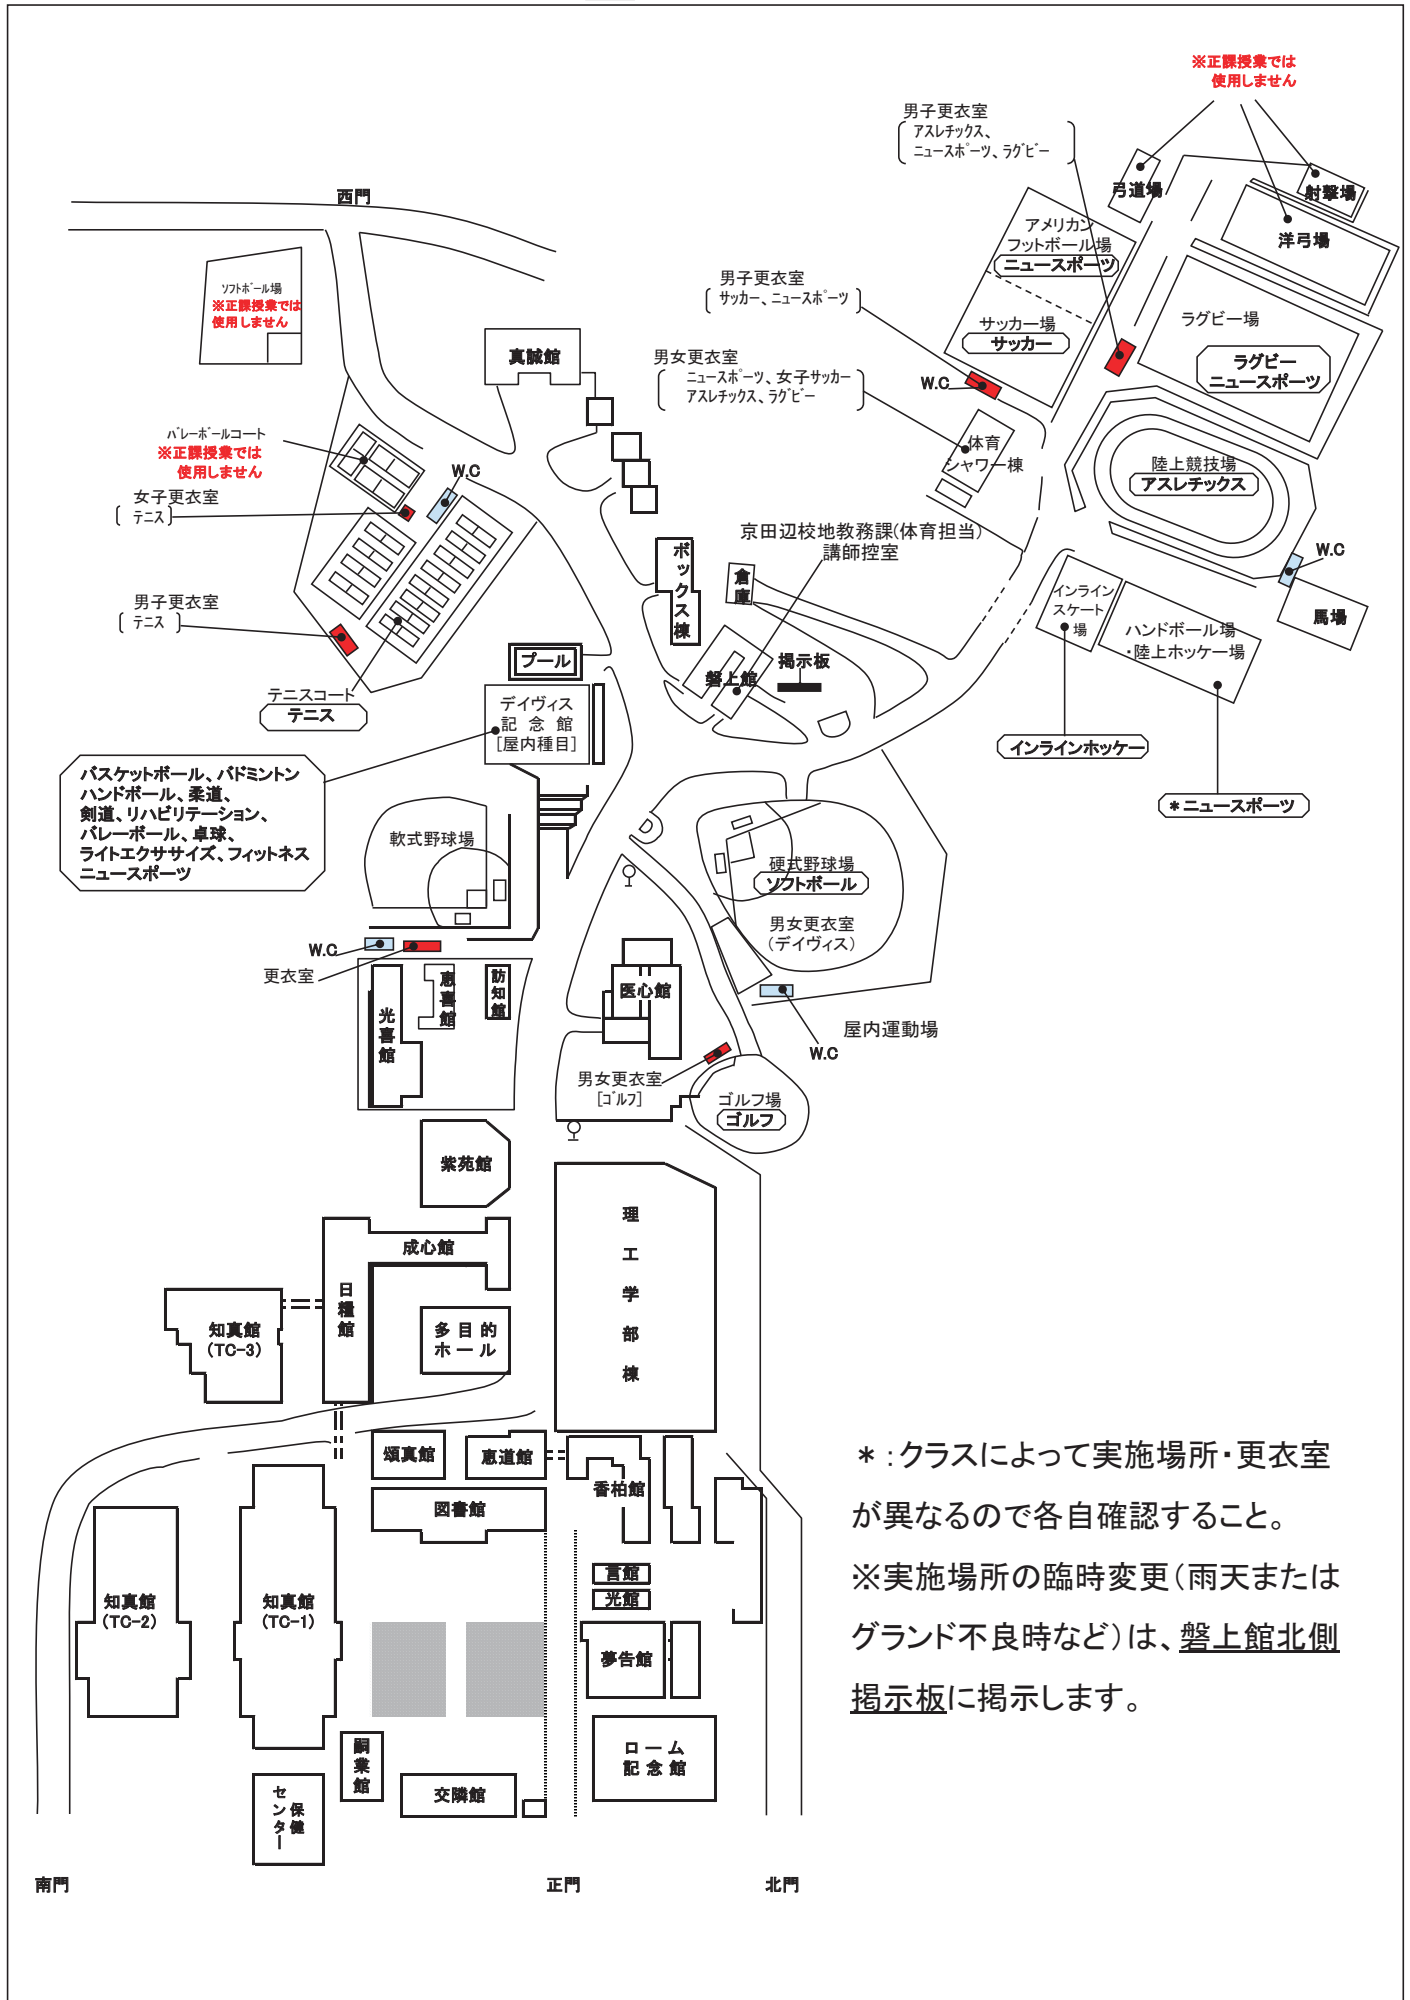 ※正課授業では
使用しません
男子更衣室
アスレチックス、
ニュースポーツ、ラグビー
弓道場
射撃場
洋弓場
西門
アメリカン
フットボール場
ニュースポーツ
男子更衣室
サッカー、ニュースポーツ
ソフトボール場
※正課授業では
使用しません
サッカー場
サッカー
ラグビー場
ラグビー
ニュースポーツ
真誠館
男女更衣室
ニュースポーツ、女子サッカー
アスレチックス、ラグビー
W.C
バレーボールコート
※正課授業では
使用しません
W.C
体育
シャワー棟
陸上競技場
アスレチックス
女子更衣室
テニス
京田辺校地教務課(体育担当)
講師控室
W.C
ボックス棟
倉庫
男子更衣室
テニス
インライン
スケート
場
ハンドボール場
・陸上ホッケー場
馬場
プール
磐上館
掲示板
テニスコート
テニス
デイヴィス
記念館
[屋内種目]
インラインホッケー
バスケットボール、バドミントン
ハンドボール、柔道、
剣道、リハビリテーション、
バレーボール、卓球、
ライトエクササイズ、フィットネス
ニュースポーツ
*ニュースポーツ
軟式野球場
硬式野球場
ソフトボール
男女更衣室
(デイヴィス)
W.C
更衣室
恵喜館
訪知館
医心館
光喜館
屋内運動場
W.C
男女更衣室
[ゴルフ]
ゴルフ場
ゴルフ
紫苑館
理工学部棟
成心館
日糧館
知真館
(TC-3)
多目的
ホール
頌真館
恵道館
香柏館
図書館
*：クラスによって実施場所・更衣室
が異なるので各自確認すること。
※実施場所の臨時変更(雨天または
グランド不良時など)は、磐上館北側
掲示板に掲示します。
言館
光館
知真館
(TC-2)
知真館
(TC-1)
夢告館
嗣業館
ローム
記念館
保健
センター
交隣館
南門
正門
北門